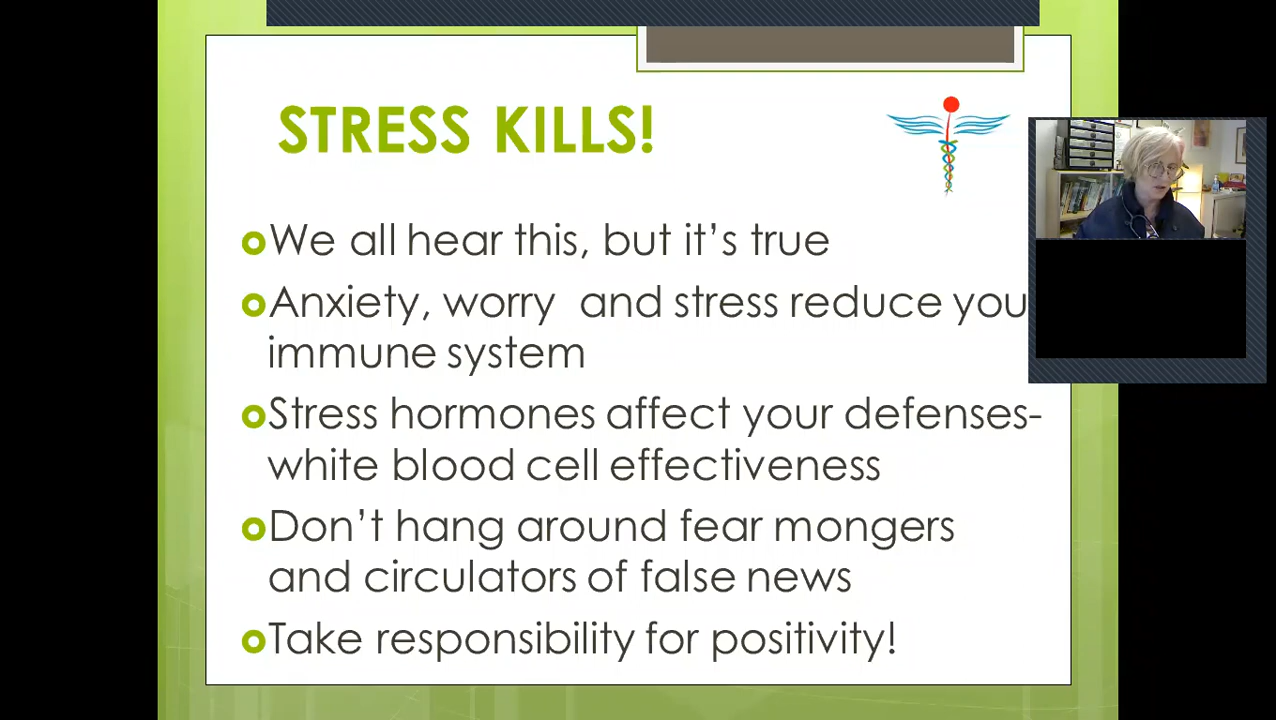 STRESS KILLS!
We all hear this, but it's true
Anxiety, worry and stress reduce you
immune system
Stress hormones affect your defenses-
white blood cell effectiveness
Don't hang around fear mongers
and circulators of false news
Take responsibility for positivity!